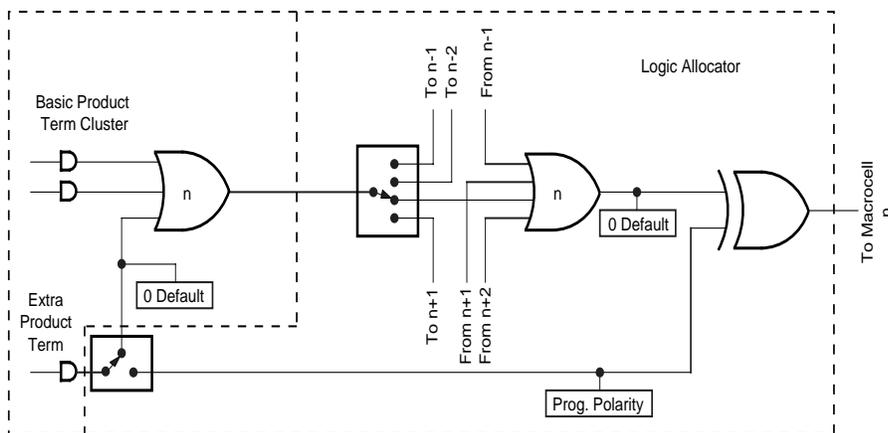 Logic Allocator
Basic Product
Term Cluster
n
To n-1
To n-2
From n-1
n
0 Default
To Macrocell
n
0 Default
Extra
Product
Term
To n+1
From n+1
From n+2
Prog. Polarity